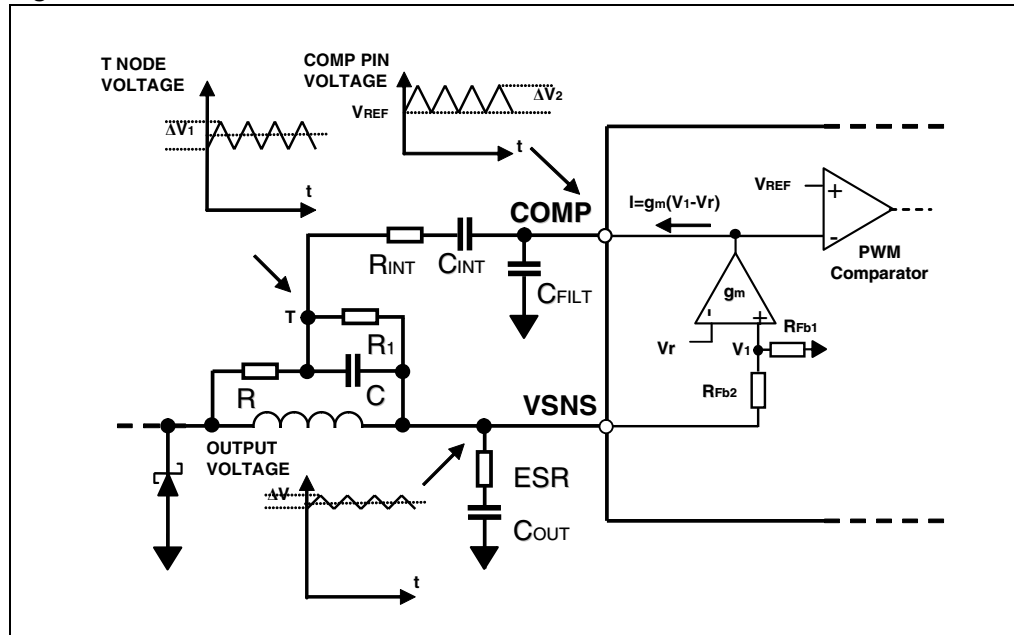 T NODE
VOLTAGE
COMP PIN
VOLTAGE
ΔV1
VREF
ΔV2
t
t
COMP
I=gm(V1-Vr)
VREF
+
-
PWM
Comparator
RINT
CINT
CFILT
gm
-
+
T
R1
Vr
V1
RFb1
R
C
RFb2
VSNS
OUTPUT
VOLTAGE
ΔV
ESR
COUT
t